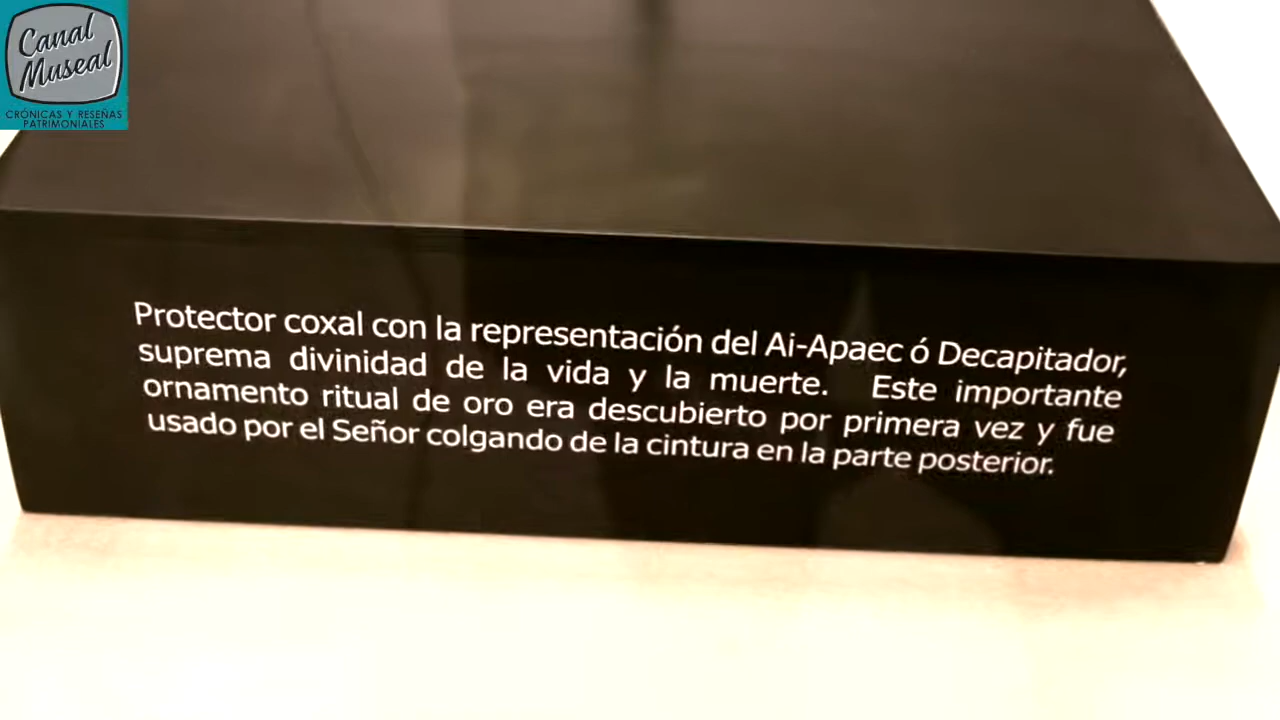 Canal
Museal
CRÓNICAS Y RESEÑAS
PATRIMONIALES
Protector coxal con la representación del Ai-Apaec ó Decapitador,
suprema divinidad de la vida y la muerte. Este importante
ornamento ritual de oro era descubierto por primera vez y fue
usado por el Señor colgando de la cintura en la parte posterior.